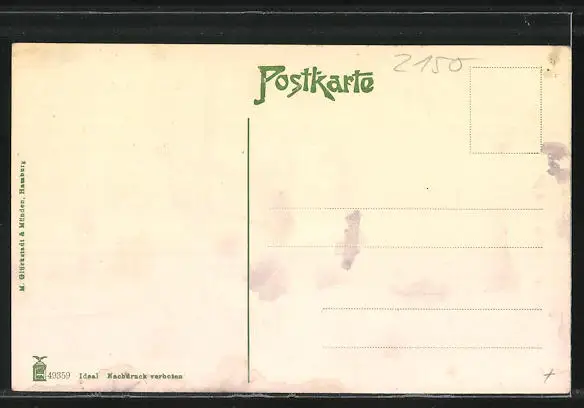 Postkarte
2150
M. Glückstadt & Münden, Hamburg
49359 Ideal Nachdruck verboten